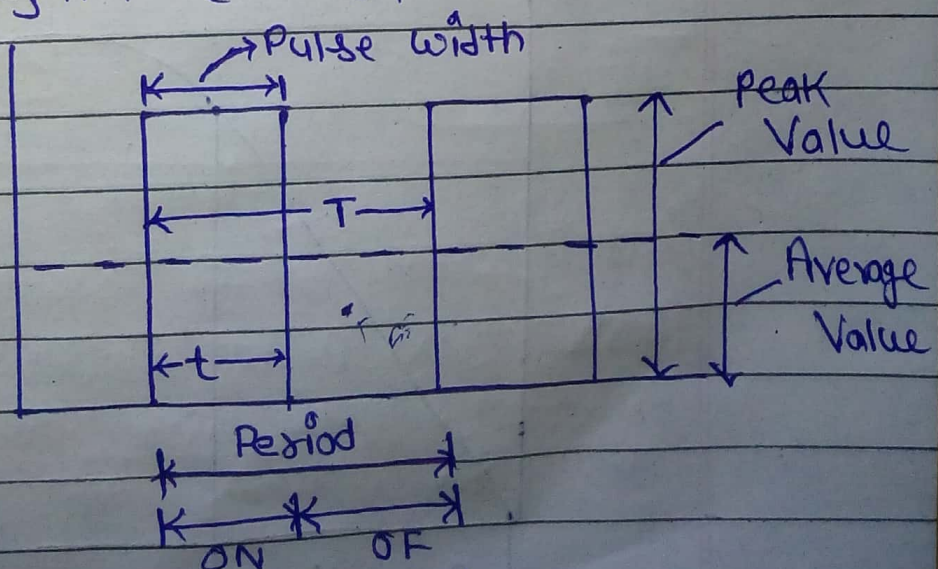 Pulse width
Peak
Value
T
Average
Value
t
Period
ON OF